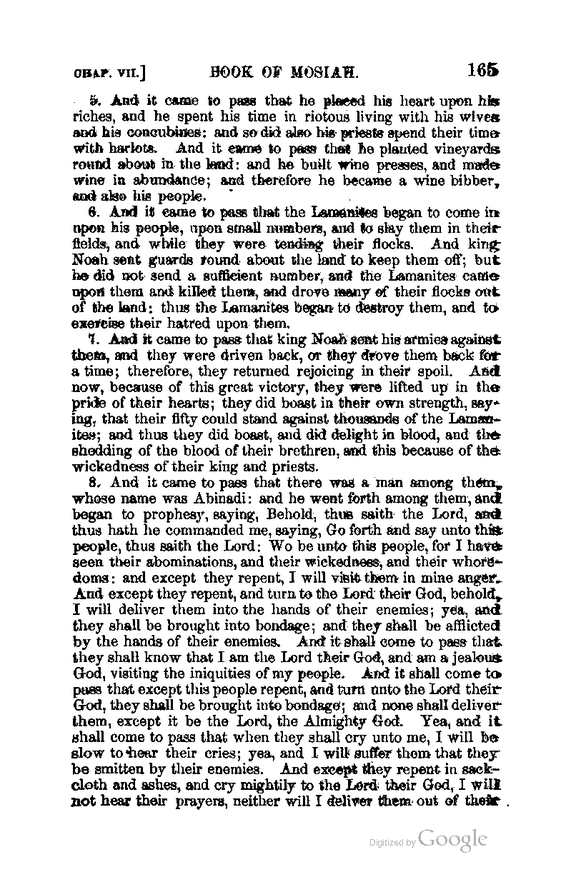 CHAP. VII.] BOOK OF MOSIAH. 165
5. And it came to pass that he placed his heart upon his
riches, and he spent his time in riotous living with his wives
and his concubines: and so did also his priests spend their time
with harlots. And it came to pass that he planted vineyards
round about in the land: and he built wine presses, and made
wine in abundance; and therefore he became a wine bibber,
and also his people.
6. And it came to pass that the Lamanites began to come in
upon his people, upon small numbers, and to slay them in their
fields, and while they were tending their flocks. And king
Noah sent guards round about the land to keep them off; but
he did not send a sufficient number, and the Lamanites came
upon them and killed them, and drove many of their flocks out
of the land: thus the Lamanites began to destroy them, and to
exercise their hatred upon them.
7. And it came to pass that king Noah sent his armies against
them, and they were driven back, or they drove them back for
a time; therefore, they returned rejoicing in their spoil. And
now, because of this great victory, they were lifted up in the
pride of their hearts; they did boast in their own strength, say-
ing, that their fifty could stand against thousands of the Laman-
ites; and thus they did boast, and did delight in blood, and the
shedding of the blood of their brethren, and this because of the
wickedness of their king and priests.
8. And it came to pass that there was a man among them,
whose name was Abinadi: and he went forth among them, and
began to prophesy, saying, Behold, thus saith the Lord, and
thus hath he commanded me, saying, Go forth and say unto this
people, thus saith the Lord: Wo be unto this people, for I have
seen their abominations, and their wickedness, and their whore-
doms: and except they repent, I will visit them in mine anger.
And except they repent, and turn to the Lord their God, behold,
I will deliver them into the hands of their enemies; yea, and
they shall be brought into bondage; and they shall be afflicted
by the hands of their enemies. And it shall come to pass that
they shall know that I am the Lord their God, and am a jealous
God, visiting the iniquities of my people. And it shall come to
pass that except this people repent, and turn unto the Lord their
God, they shall be brought into bondage; and none shall deliver
them, except it be the Lord, the Almighty God. Yea, and it
shall come to pass that when they shall cry unto me, I will be
slow to hear their cries; yea, and I will suffer them that they
be smitten by their enemies. And except they repent in sack-
cloth and ashes, and cry mightily to the Lord their God, I will
not hear their prayers, neither will I deliver them out of their
Digitized by Google